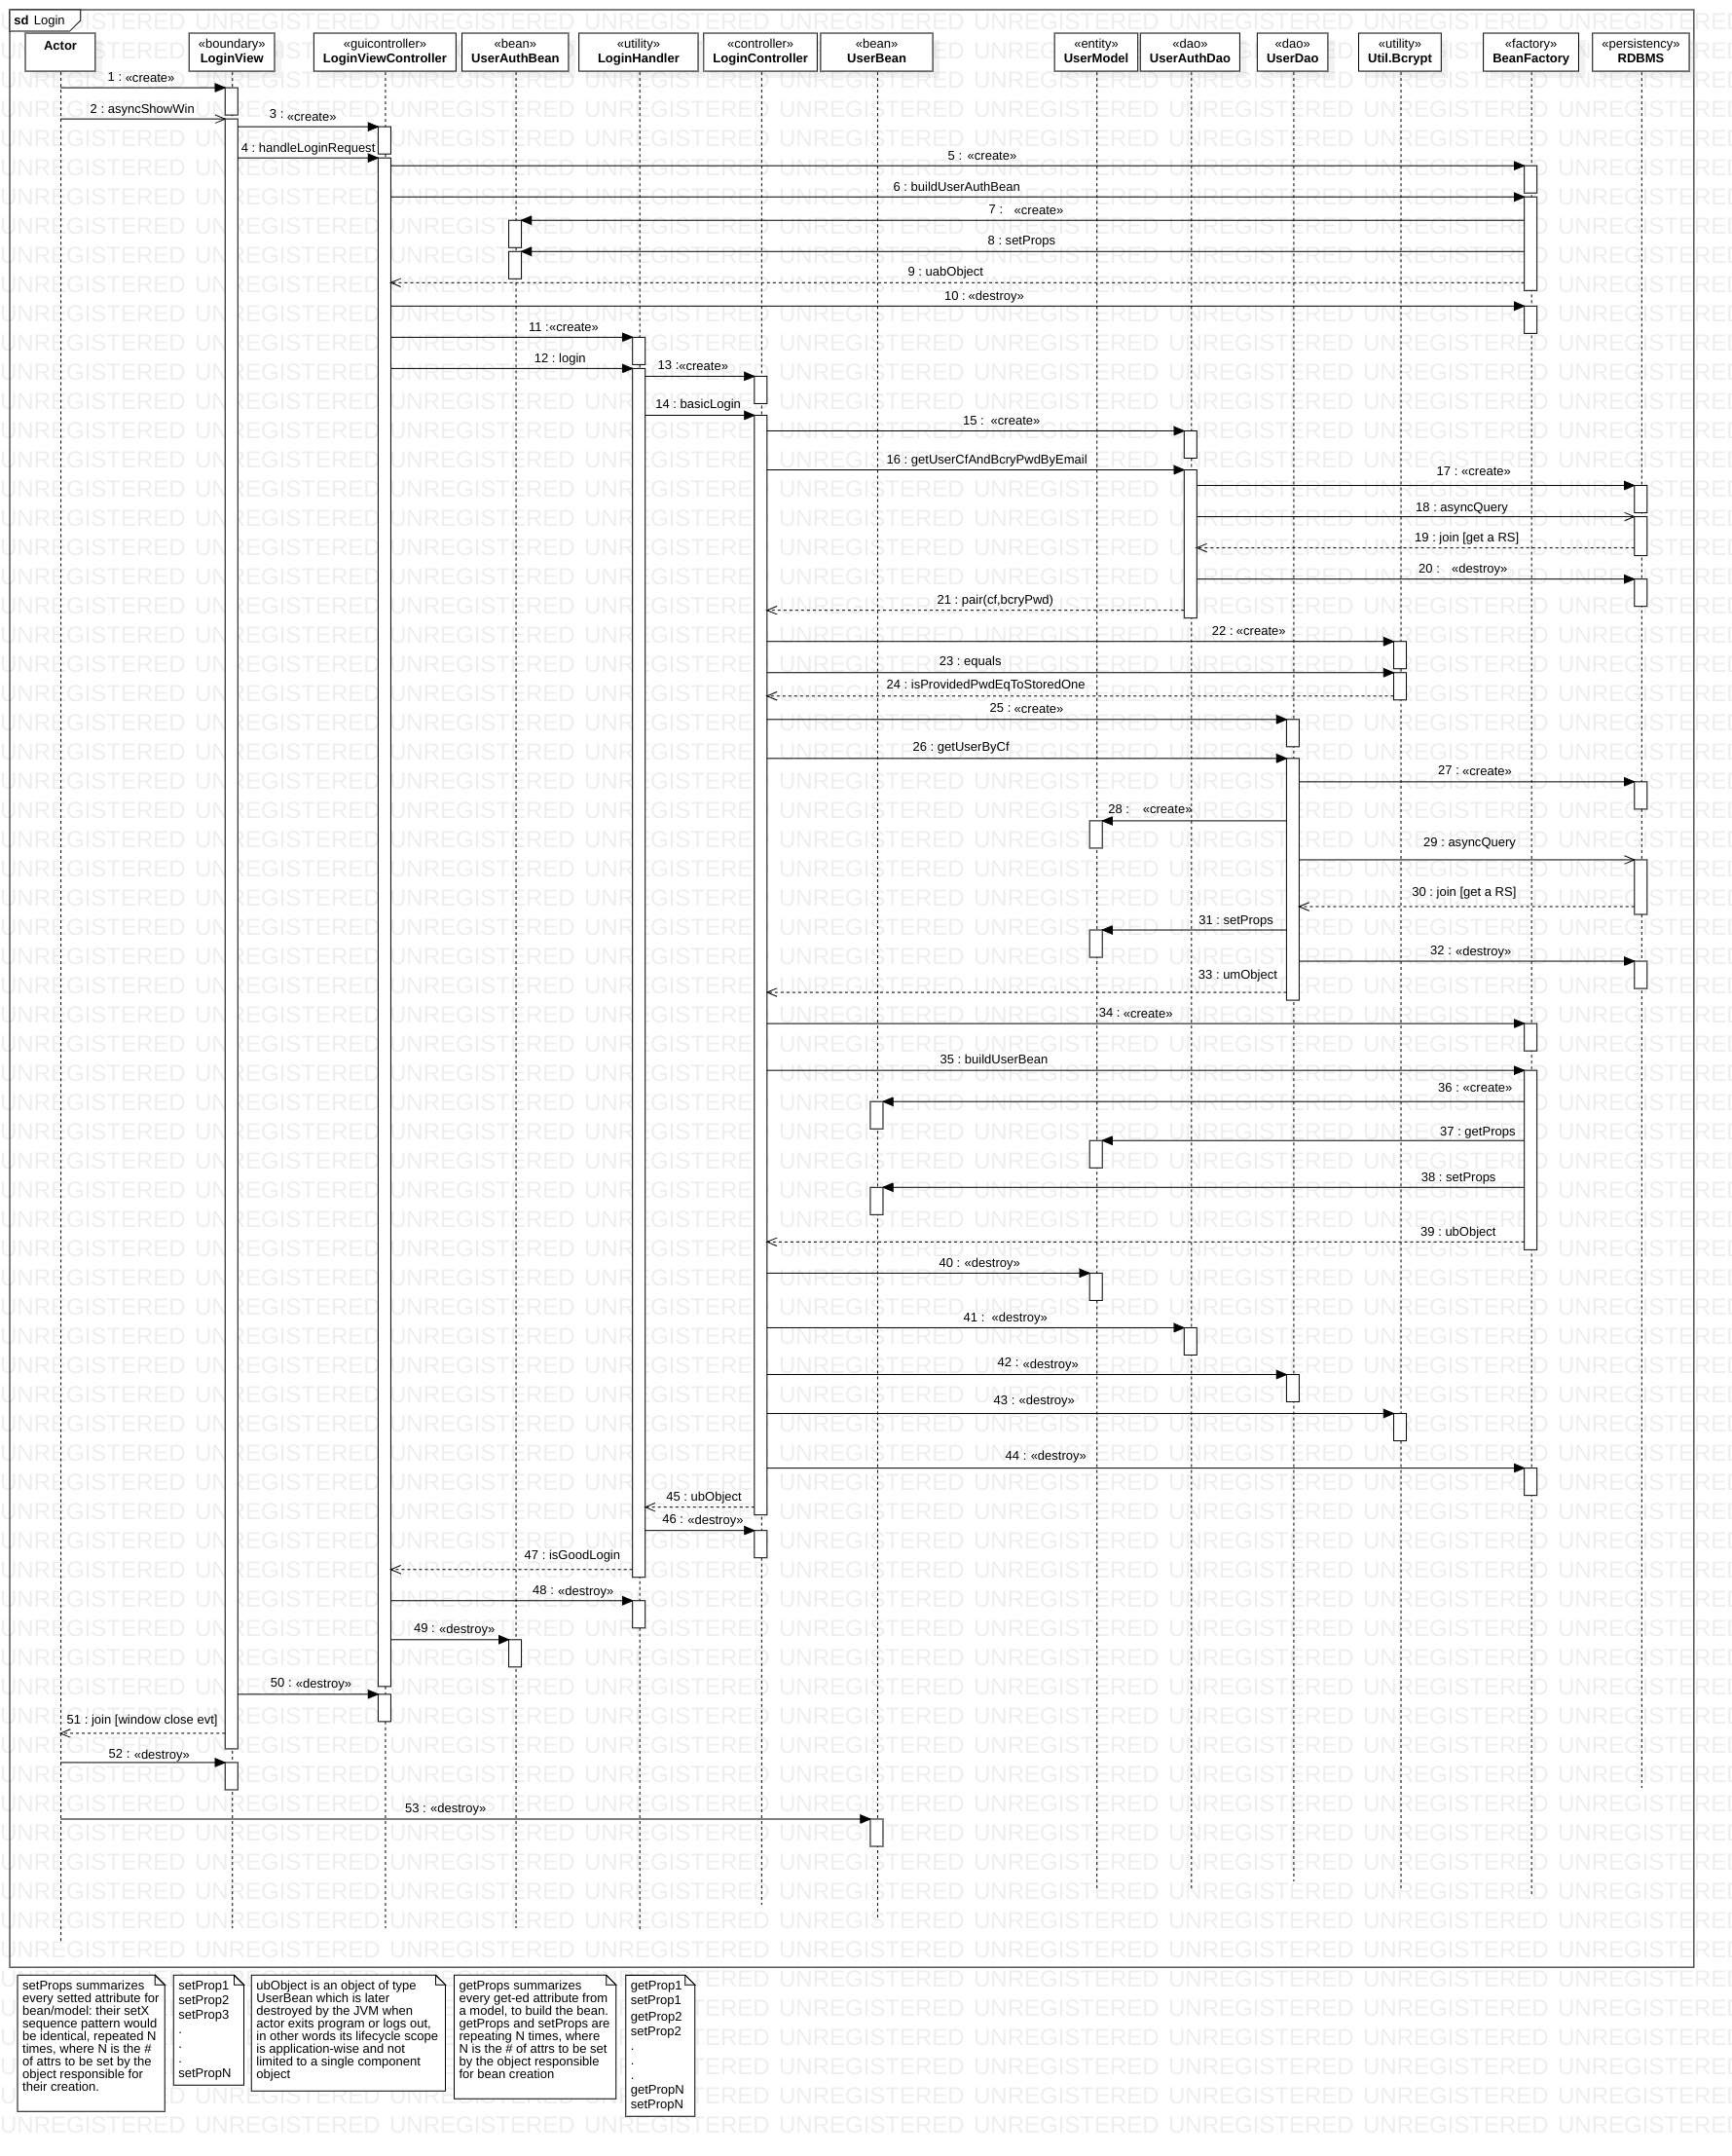 sd Login
Actor
«boundary»
LoginView
«guicontroller»
LoginViewController
«bean»
UserAuthBean
«utility»
LoginHandler
«controller»
LoginController
«bean»
UserBean
«entity»
UserModel
«dao»
UserAuthDao
«dao»
UserDao
«utility»
Util.Bcrypt
«factory»
BeanFactory
«persistency»
RDBMS
1 : «create»
2 : asyncShowWin
3 : «create»
4 : handleLoginRequest
5 : «create»
6 : buildUserAuthBean
7 : «create»
8 : setProps
9 : uabObject
10 : «destroy»
11 :«create»
12 : login
13 :«create»
14 : basicLogin
15 : «create»
16 : getUserCfAndBcryPwdByEmail
17 : «create»
18 : asyncQuery
19 : join [get a RS]
20 : «destroy»
21 : pair(cf,bcryPwd)
22 : «create»
23 : equals
24 : isProvidedPwdEqToStoredOne
25 : «create»
26 : getUserByCf
27 : «create»
28 : «create»
29 : asyncQuery
30 : join [get a RS]
31 : setProps
32 : «destroy»
33 : umObject
34 : «create»
35 : buildUserBean
36 : «create»
37 : getProps
38 : setProps
39 : ubObject
40 : «destroy»
41 : «destroy»
42 : «destroy»
43 : «destroy»
44 : «destroy»
45 : ubObject
46 : «destroy»
47 : isGoodLogin
48 : «destroy»
49 : «destroy»
50 : «destroy»
51 : join [window close evt]
52 : «destroy»
53 : «destroy»
setProps summarizes
every setted attribute for
bean/model: their setX
sequence pattern would
be identical, repeated N
times, where N is the #
of attrs to be set by the
object responsible for
their creation.
setProp1
setProp2
setProp3
.
.
.
setPropN
ubObject is an object of type
UserBean which is later
destroyed by the JVM when
actor exits program or logs out,
in other words its lifecycle scope
is application-wise and not
limited to a single component
object
getProps summarizes
every get-ed attribute from
a model, to build the bean.
getProps and setProps are
repeating N times, where
N is the # of attrs to be set
by the object responsible
for bean creation
getProp1
setProp1
getProp2
setProp2
.
.
.
getPropN
setPropN